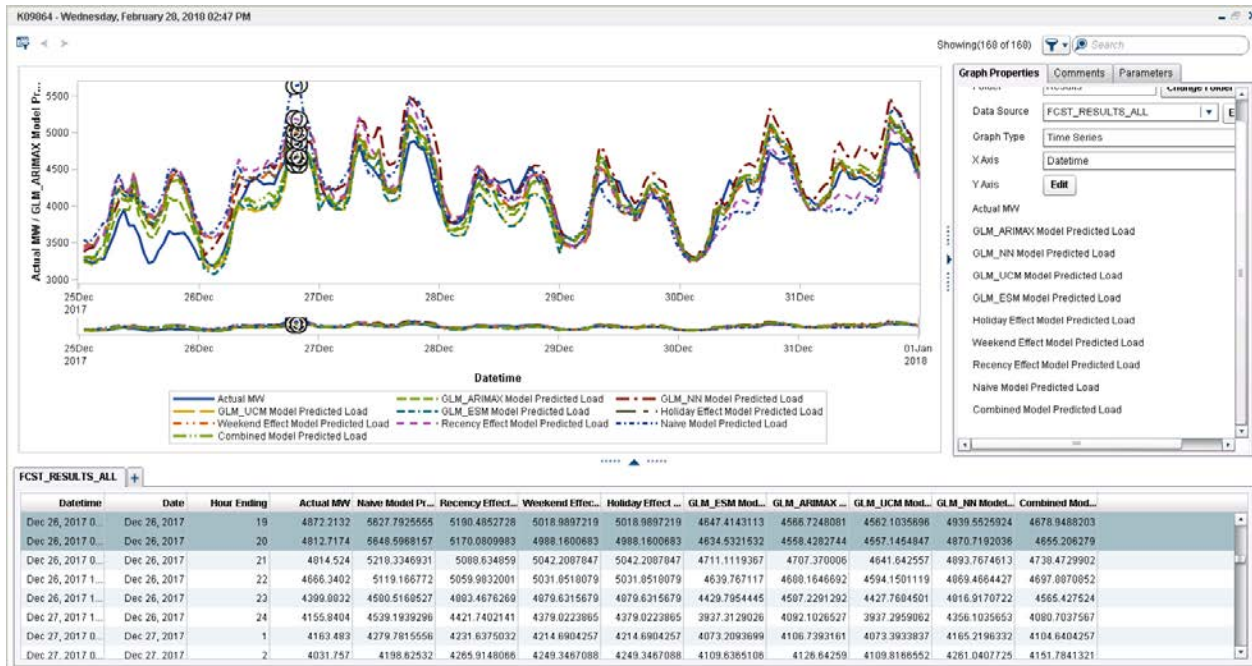 K09864 - Wednesday, February 28, 2018 02:47 PM
Showing(168 of 168)
Search
Graph Properties
Comments
Parameters
Folder
Results
Change Folder
Data Source
FCST_RESULTS_ALL
E
Graph Type
Time Series
X Axis
Datetime
Y Axis
Edit
Actual MW
GLM_ARIMAX Model Predicted Load
GLM_NN Model Predicted Load
GLM_UCM Model Predicted Load
GLM_ESM Model Predicted Load
Holiday Effect Model Predicted Load
Weekend Effect Model Predicted Load
Recency Effect Model Predicted Load
Naive Model Predicted Load
Combined Model Predicted Load
Actual MW / GLM_ARIMAX Model Pr...
5500
5000
4500
4000
3500
3000
25Dec 26Dec 27Dec 28Dec 29Dec 30Dec 31Dec
2017
25Dec 26Dec 27Dec 28Dec 29Dec 30Dec 31Dec 01Jan
2017 2018
Datetime
Actual MW GLM_ARIMAX Model Predicted Load GLM_NN Model Predicted Load
GLM_UCM Model Predicted Load GLM_ESM Model Predicted Load Holiday Effect Model Predicted Load
Weekend Effect Model Predicted Load Recency Effect Model Predicted Load Naive Model Predicted Load
Combined Model Predicted Load
FCST_RESULTS_ALL +
Datetime Date Hour Ending Actual MW Naive Model Pr... Recency Effect... Weekend Effec... Holiday Effect ... GLM_ESM Mod... GLM_ARIMAX ... GLM_UCM Mod... GLM_NN Model... Combined Mod...
Dec 26, 2017 0... Dec 26, 2017 19 4872.2132 5627.7925555 5190.4852728 5018.9897219 5018.9897219 4647.4143113 4566.7248081 4562.1035696 4939.5525924 4678.9488203
Dec 26, 2017 0... Dec 26, 2017 20 4812.7174 5648.5968157 5170.0809983 4988.1600683 4988.1600683 4634.5321532 4558.4282744 4557.1454847 4870.7192036 4655.206279
Dec 26, 2017 0... Dec 26, 2017 21 4814.524 5218.3346931 5088.634859 5042.2087847 5042.2087847 4711.1119367 4707.370006 4641.642557 4893.7674613 4738.4729902
Dec 26, 2017 1... Dec 26, 2017 22 4666.3402 5119.166772 5059.9832001 5031.8518079 5031.8518079 4639.767117 4688.1646692 4594.1501119 4869.4664427 4697.8870852
Dec 26, 2017 1... Dec 26, 2017 23 4399.8832 4580.5168527 4883.4676269 4879.6315679 4879.6315679 4429.7954445 4587.2291292 4427.7684501 4816.9170722 4565.427524
Dec 27, 2017 1... Dec 26, 2017 24 4155.8404 4539.1939296 4421.7402141 4379.0223865 4379.0223865 3937.3129026 4092.1026527 3937.2959062 4356.1035653 4080.7037567
Dec 27, 2017 0... Dec 27, 2017 1 4163.483 4279.7815556 4231.6375032 4214.6904257 4214.6904257 4073.2093699 4106.7393161 4073.3933837 4165.2196332 4104.6404257
Dec 27, 2017 0... Dec 27, 2017 2 4031.757 4198.62532 4265.9148066 4249.3467088 4249.3467088 4109.6365106 4126.64259 4109.8166552 4261.0407725 4151.7841321